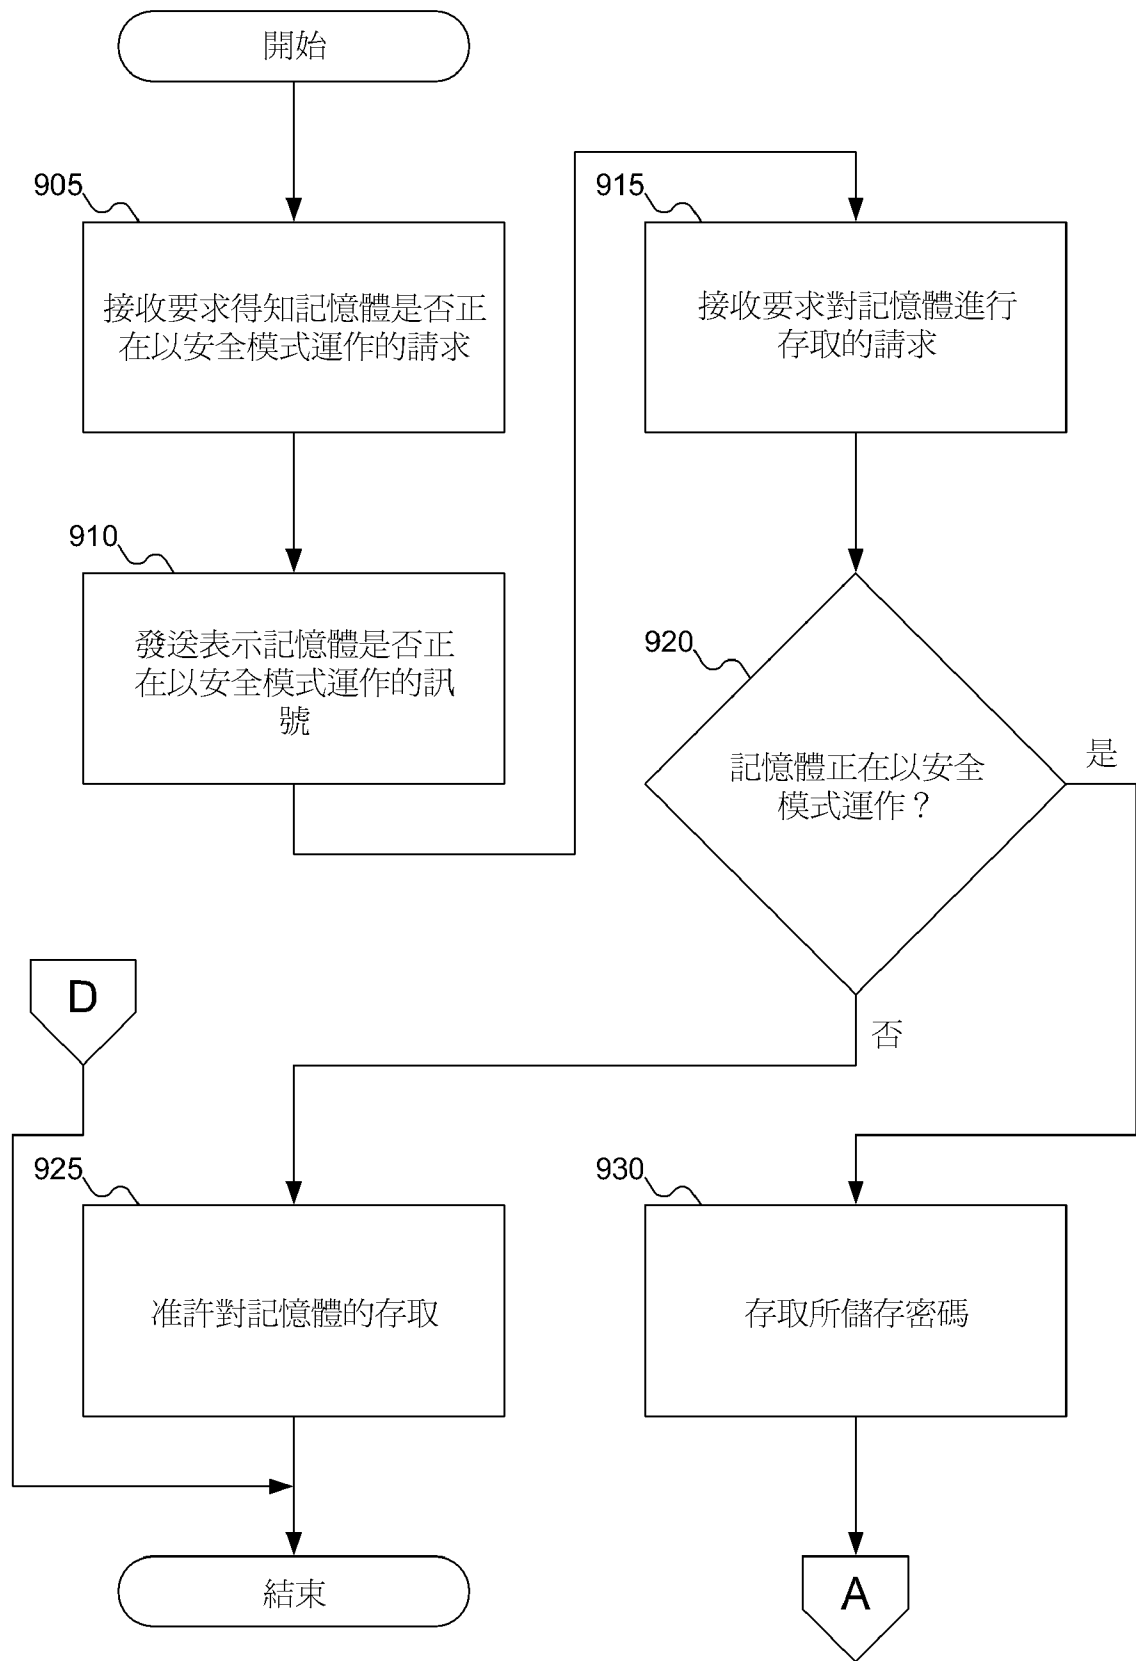 開始
905
接收要求得知記憶體是否正
在以安全模式運作的請求
910
發送表示記憶體是否正
在以安全模式運作的訊
號
915
接收要求對記憶體進行
存取的請求
920
記憶體正在以安全
模式運作？
是
否
D
925
准許對記憶體的存取
930
存取所儲存密碼
結束
A